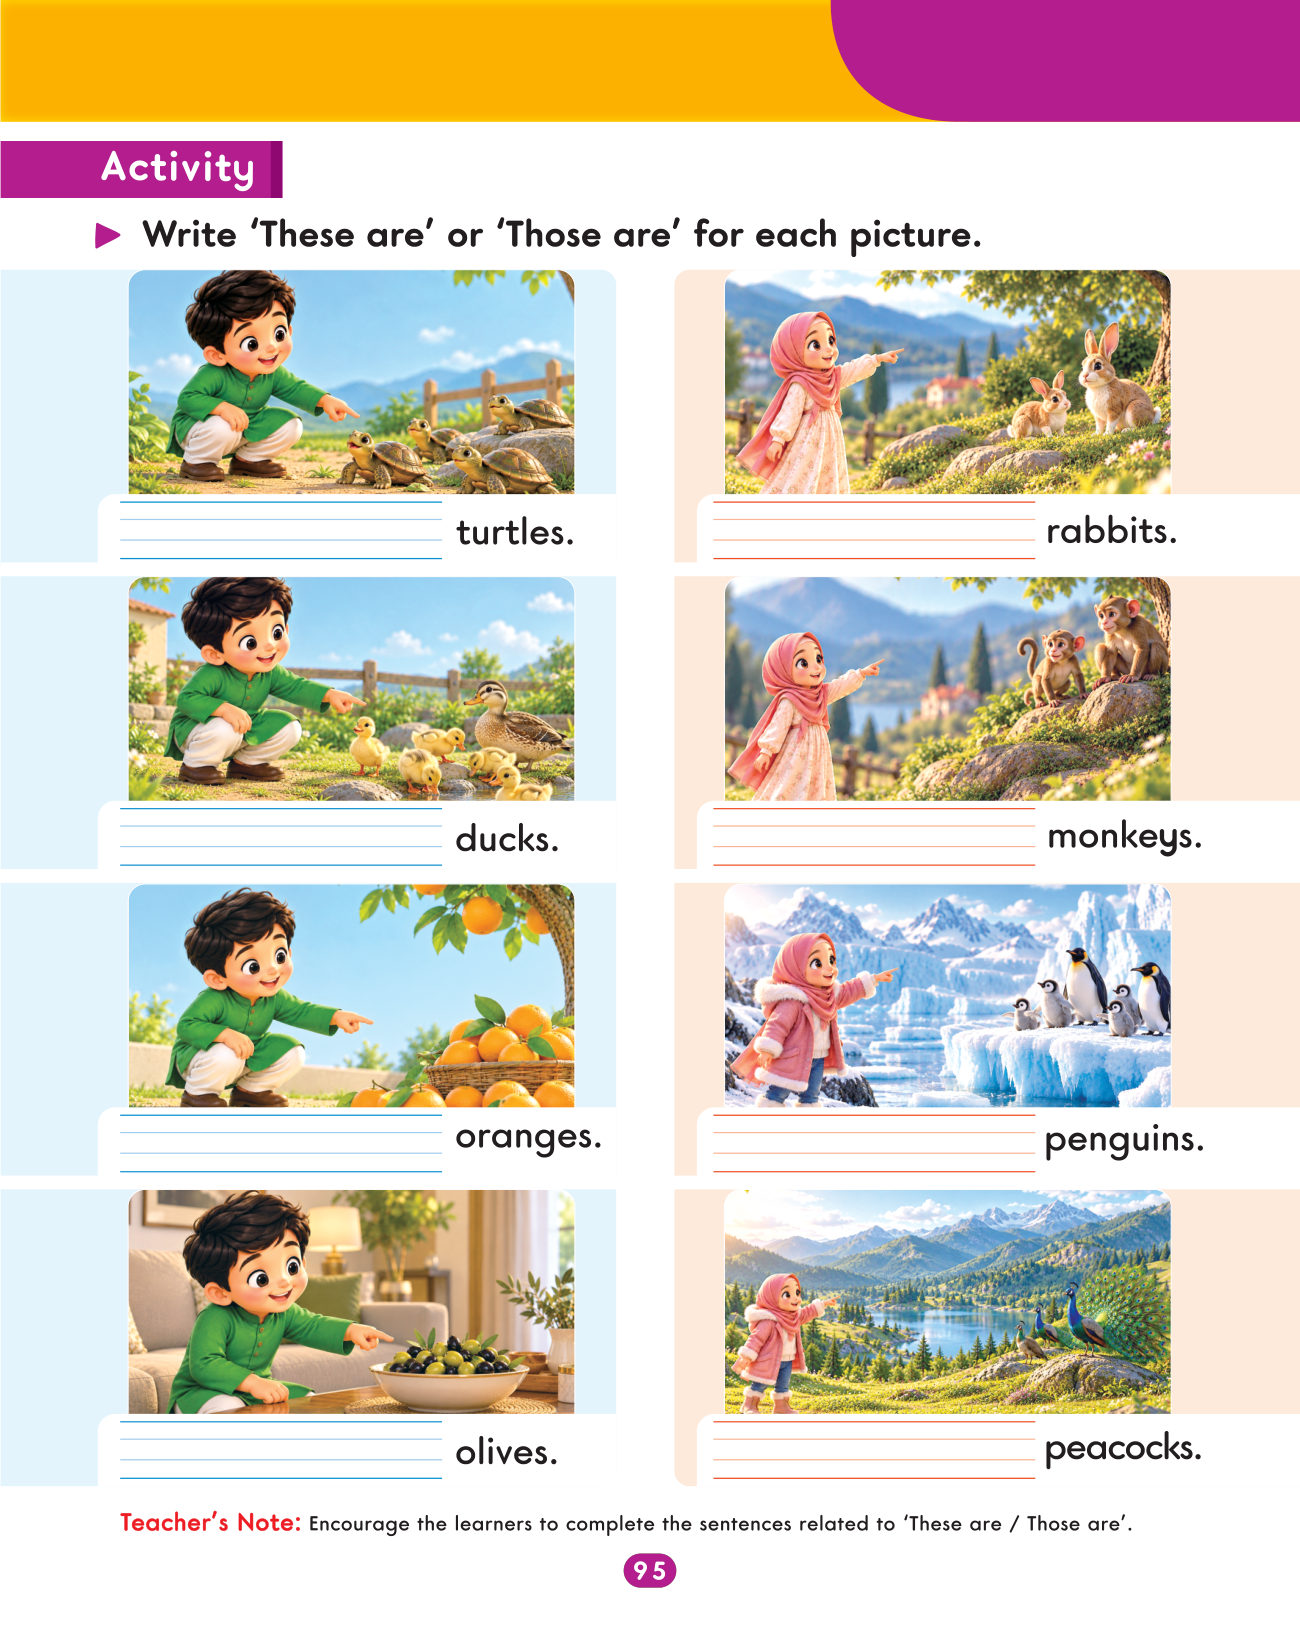 Activity
Write ‘These are’ or ‘Those are’ for each picture.
turtles.
rabbits.
ducks.
monkeys.
oranges.
penguins.
olives.
peacocks.
Teacher’s Note: Encourage the learners to complete the sentences related to ‘These are / Those are’.
95